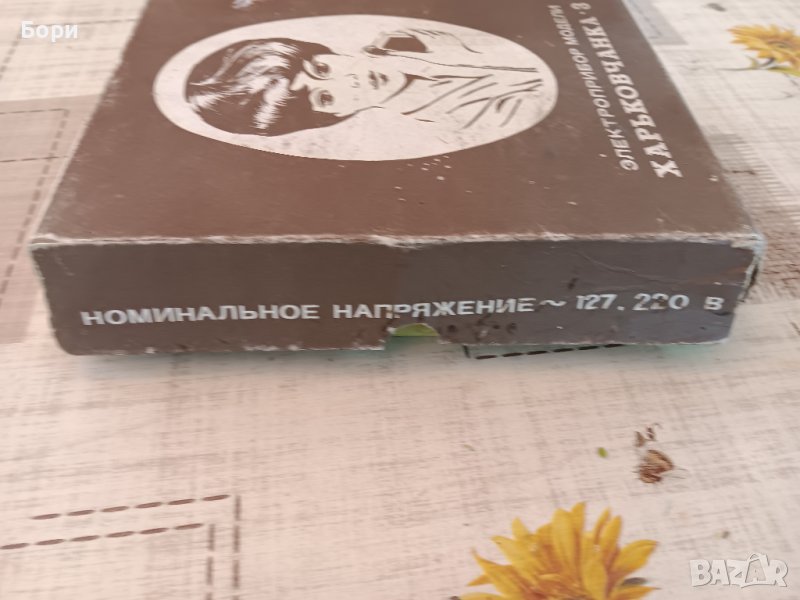 Бори
ЭЛЕКТРОПРИБОР МОДЕЛИ
ХАРЬКОВЧАНКА-3
НОМИНАЛЬНОЕ НАПРЯЖЕНИЕ ~ 127. 220 В
BAZAR